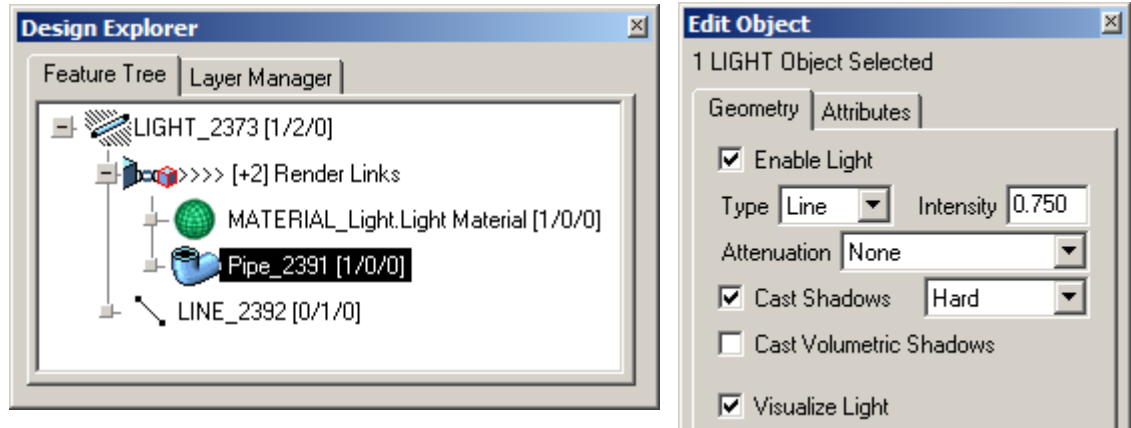 Design Explorer
Feature Tree Layer Manager
LIGHT_2373 [1/2/0]
>>>> [+2] Render Links
MATERIAL_Light.Light Material [1/0/0]
Pipe_2391 [1/0/0]
LINE_2392 [0/1/0]
Edit Object
1 LIGHT Object Selected
Geometry Attributes
Enable Light
Type Line Intensity 0.750
Attenuation None
Cast Shadows Hard
Cast Volumetric Shadows
Visualize Light